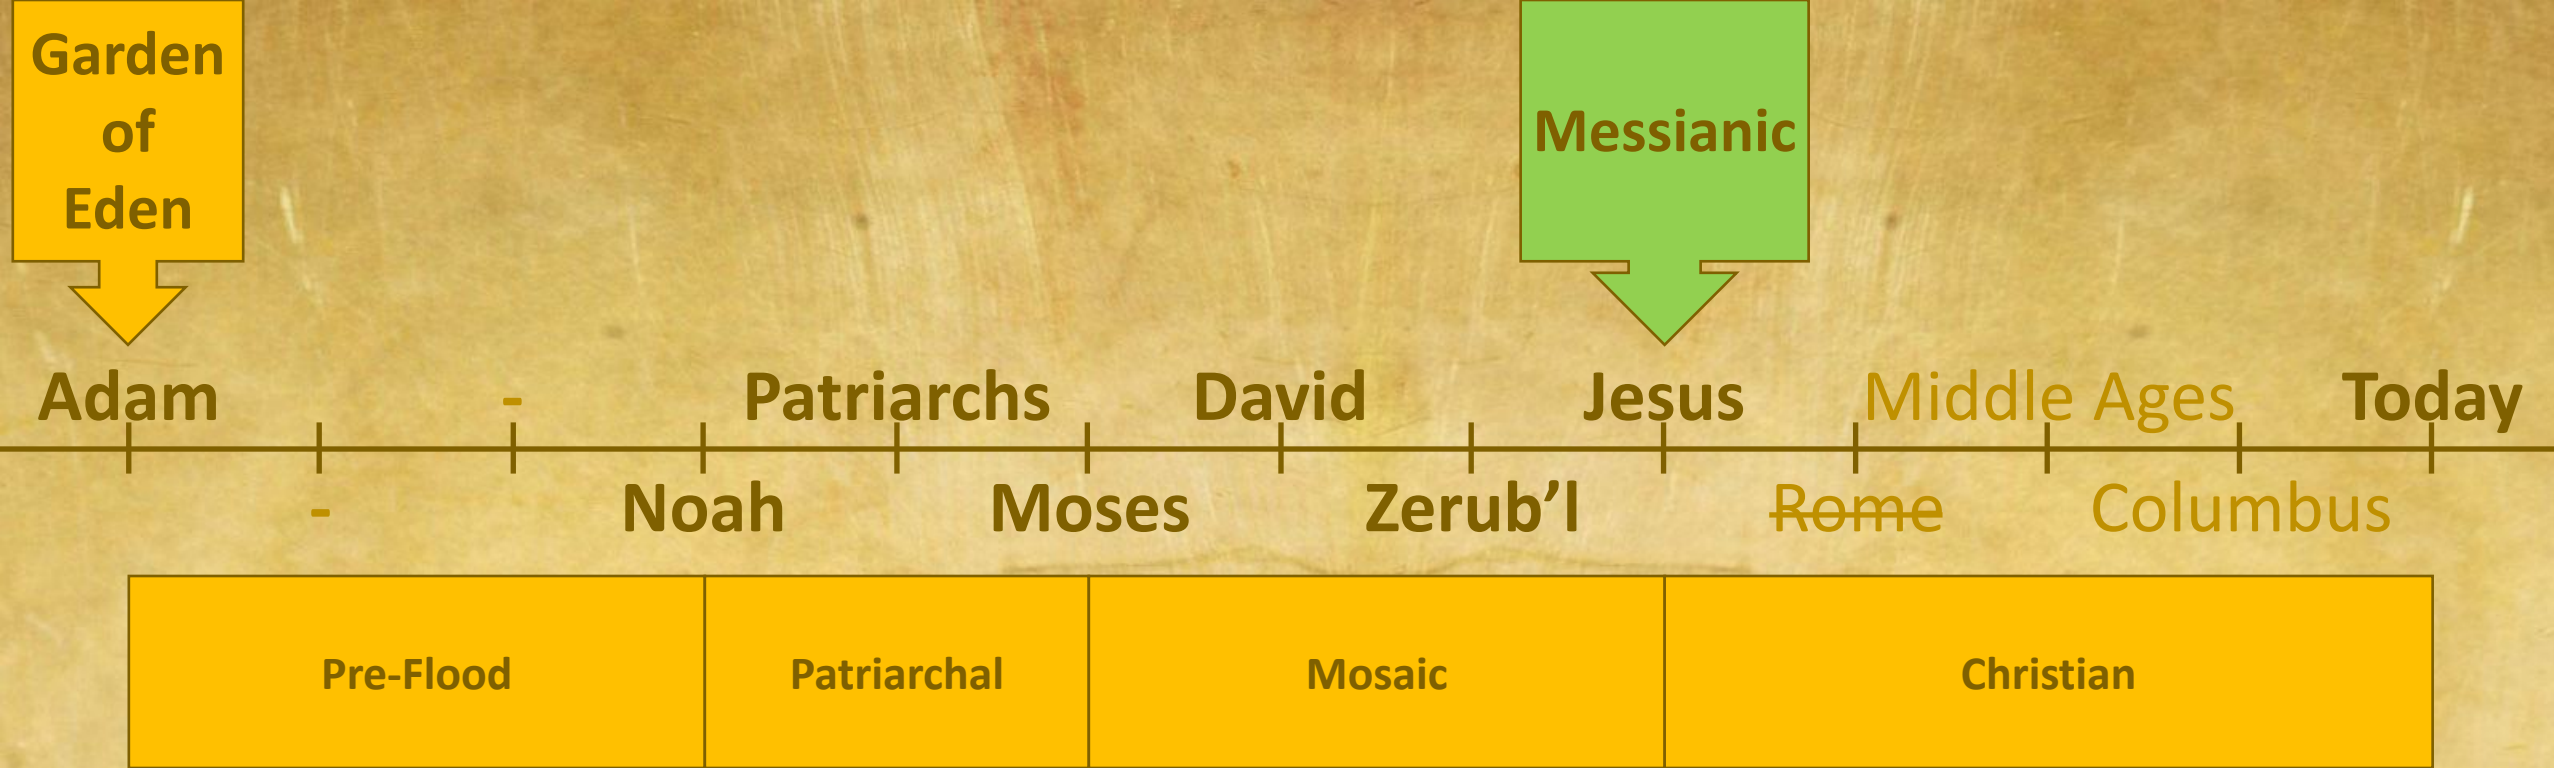 Garden
of
Eden
Messianic
Adam - Patriarchs David Jesus Middle Ages Today
- Noah Moses Zerub’l Rome Columbus
Pre-Flood Patriarchal Mosaic Christian